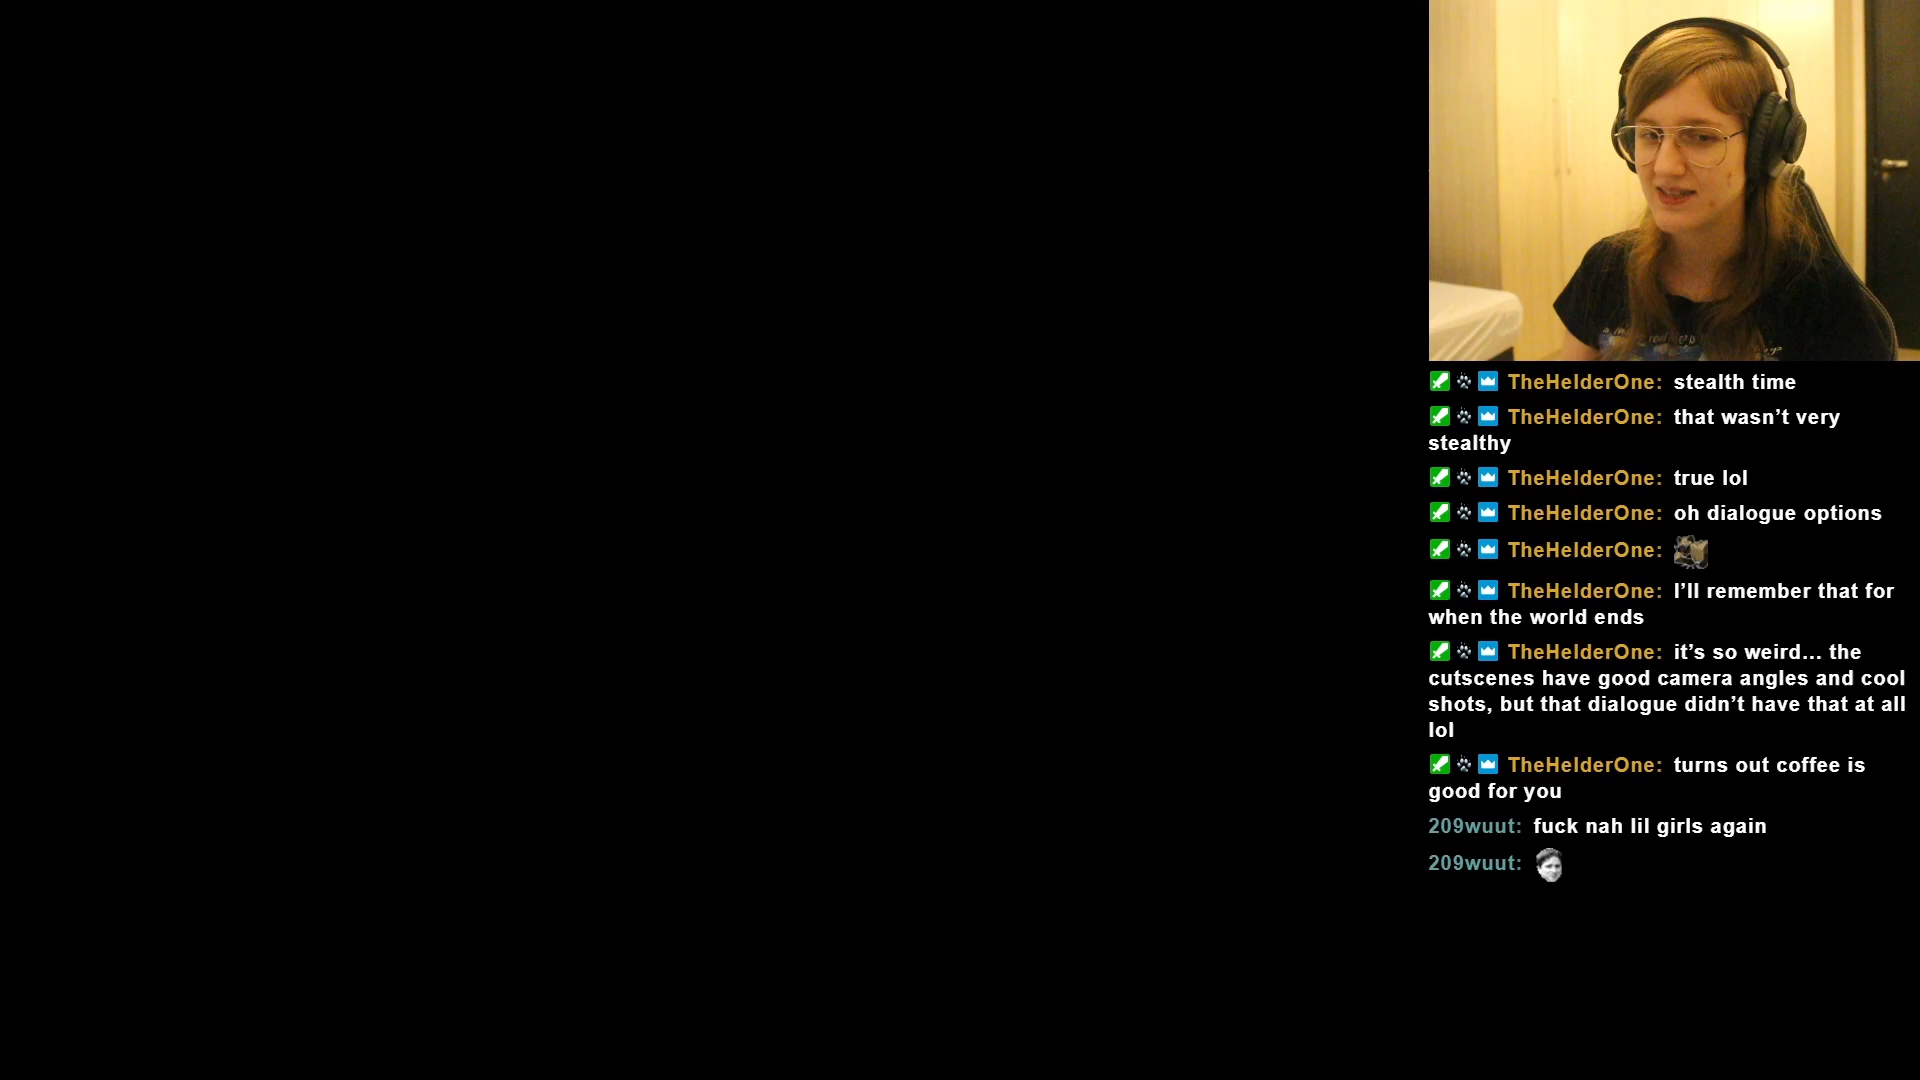 TheHelderOne: stealth time
TheHelderOne: that wasn’t very
stealthy
TheHelderOne: true lol
TheHelderOne: oh dialogue options
TheHelderOne:
TheHelderOne: I’ll remember that for
when the world ends
TheHelderOne: it’s so weird... the
cutscenes have good camera angles and cool
shots, but that dialogue didn’t have that at all
lol
TheHelderOne: turns out coffee is
good for you
209wuut: fuck nah lil girls again
209wuut: